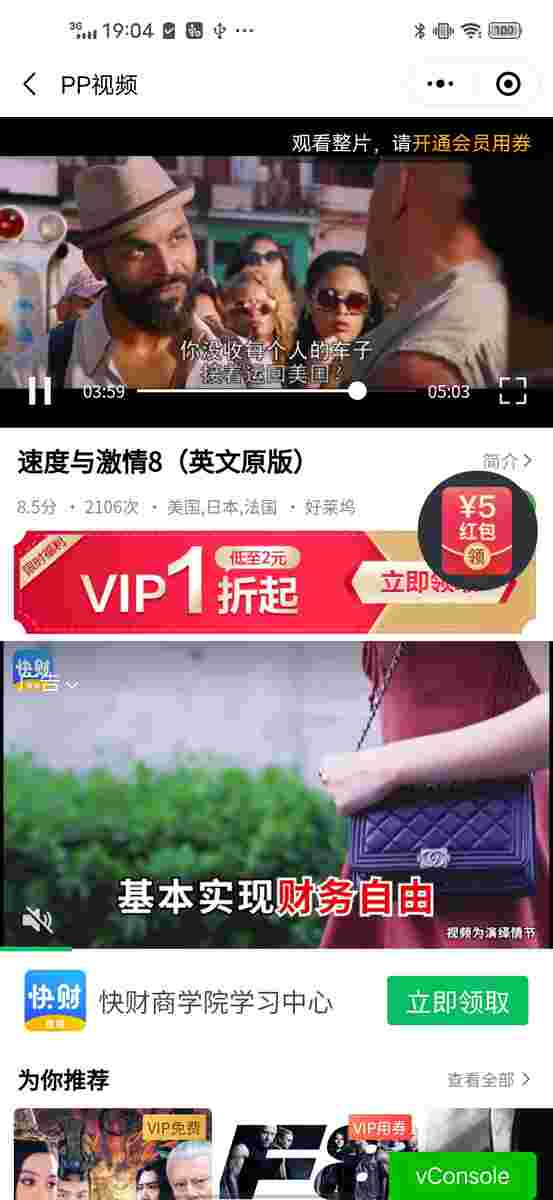 3G 19:04 100
PP视频
观看整片，请开通会员用券
你没收每个人的车子
接着运回美国？
03:59 05:03
速度与激情8（英文原版）
简介
8.5分 · 2106次 · 美国,日本,法国 · 好莱坞
¥5
红包
领
限时福利
VIP1折起
低至2元
立即领取
快财
广告
基本实现财务自由
视频为演绎情节
快财
快财商学院学习中心
立即领取
为你推荐
查看全部
VIP免费
VIP用券
F8
vConsole